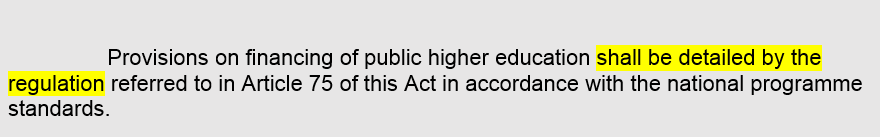 Provisions on financing of public higher education shall be detailed by the
regulation referred to in Article 75 of this Act in accordance with the national programme
standards.